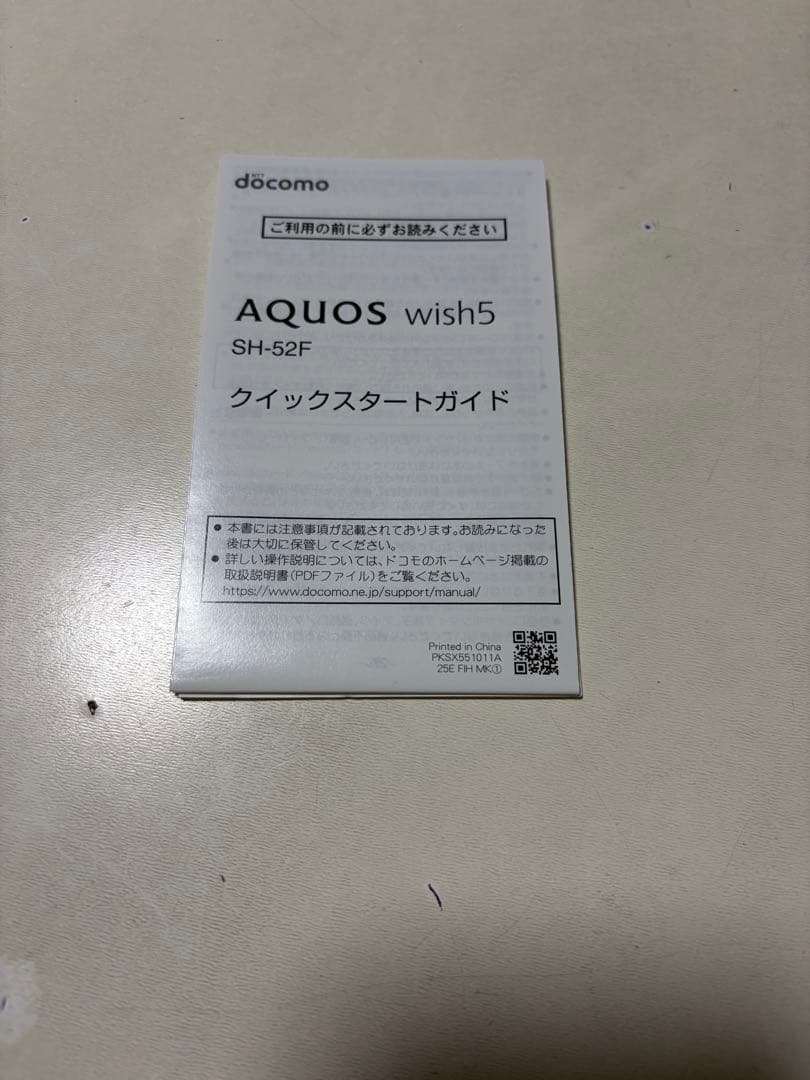 NTT
docomo
ご利用の前に必ずお読みください
AQUOS wish5
SH-52F
クイックスタートガイド
● 本書には注意事項が記載されております。お読みになった
後は大切に保管してください。
● 詳しい操作説明については、ドコモのホームページ掲載の
取扱説明書(PDFファイル)をご覧ください。
https://www.docomo.ne.jp/support/manual/
Printed in China
PKSX551011A
25E FIH MK①